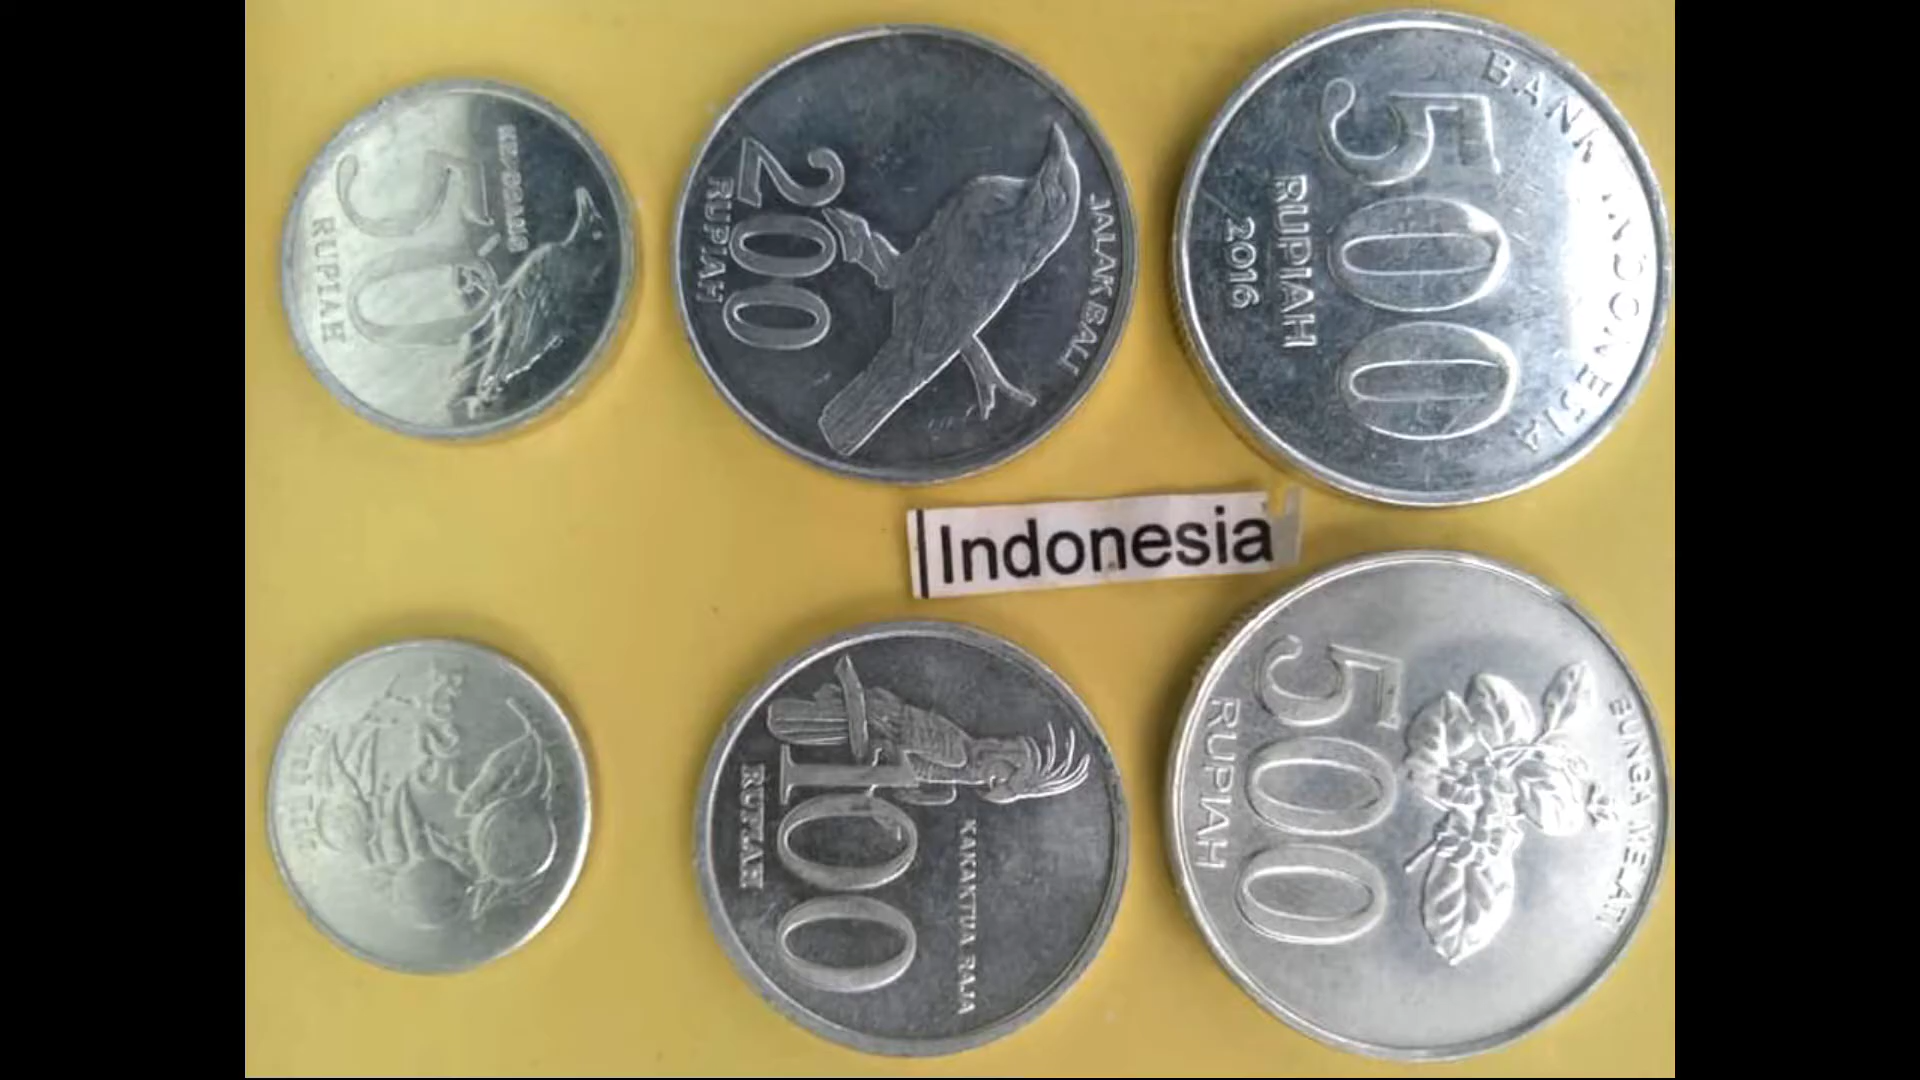 KEPODANG
50
RUPIAH
JALAK BALI
200
RUPIAH
BANK INDONESIA
500
RUPIAH
2016
Indonesia
KAKAKTUA RAJA
100
RUPIAH
BUNGA MELATI
500
RUPIAH